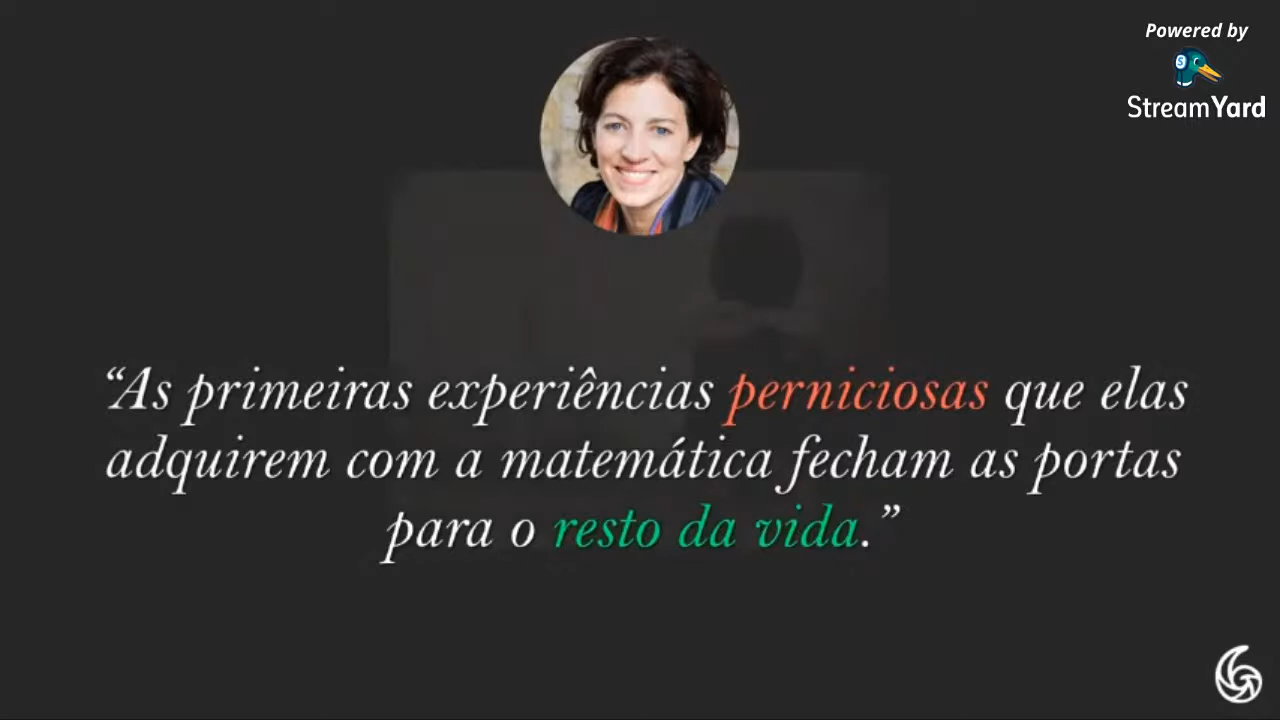 Powered by
StreamYard
“As primeiras experiências perniciosas que elas
adquirem com a matemática fecham as portas
para o resto da vida.”